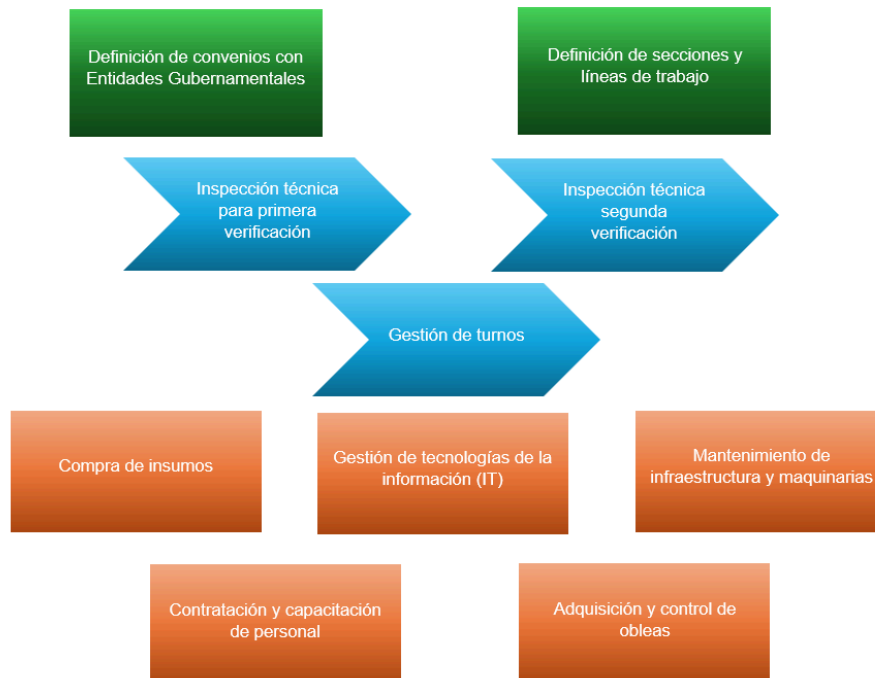 Definición de convenios con
Entidades Gubernamentales
Definición de secciones y
líneas de trabajo
Inspección técnica
para primera
verificación
Inspección técnica
segunda
verificación
Gestión de turnos
Compra de insumos
Gestión de tecnologías de la
información (IT)
Mantenimiento de
infraestructura y maquinarias
Contratación y capacitación
de personal
Adquisición y control de
obleas